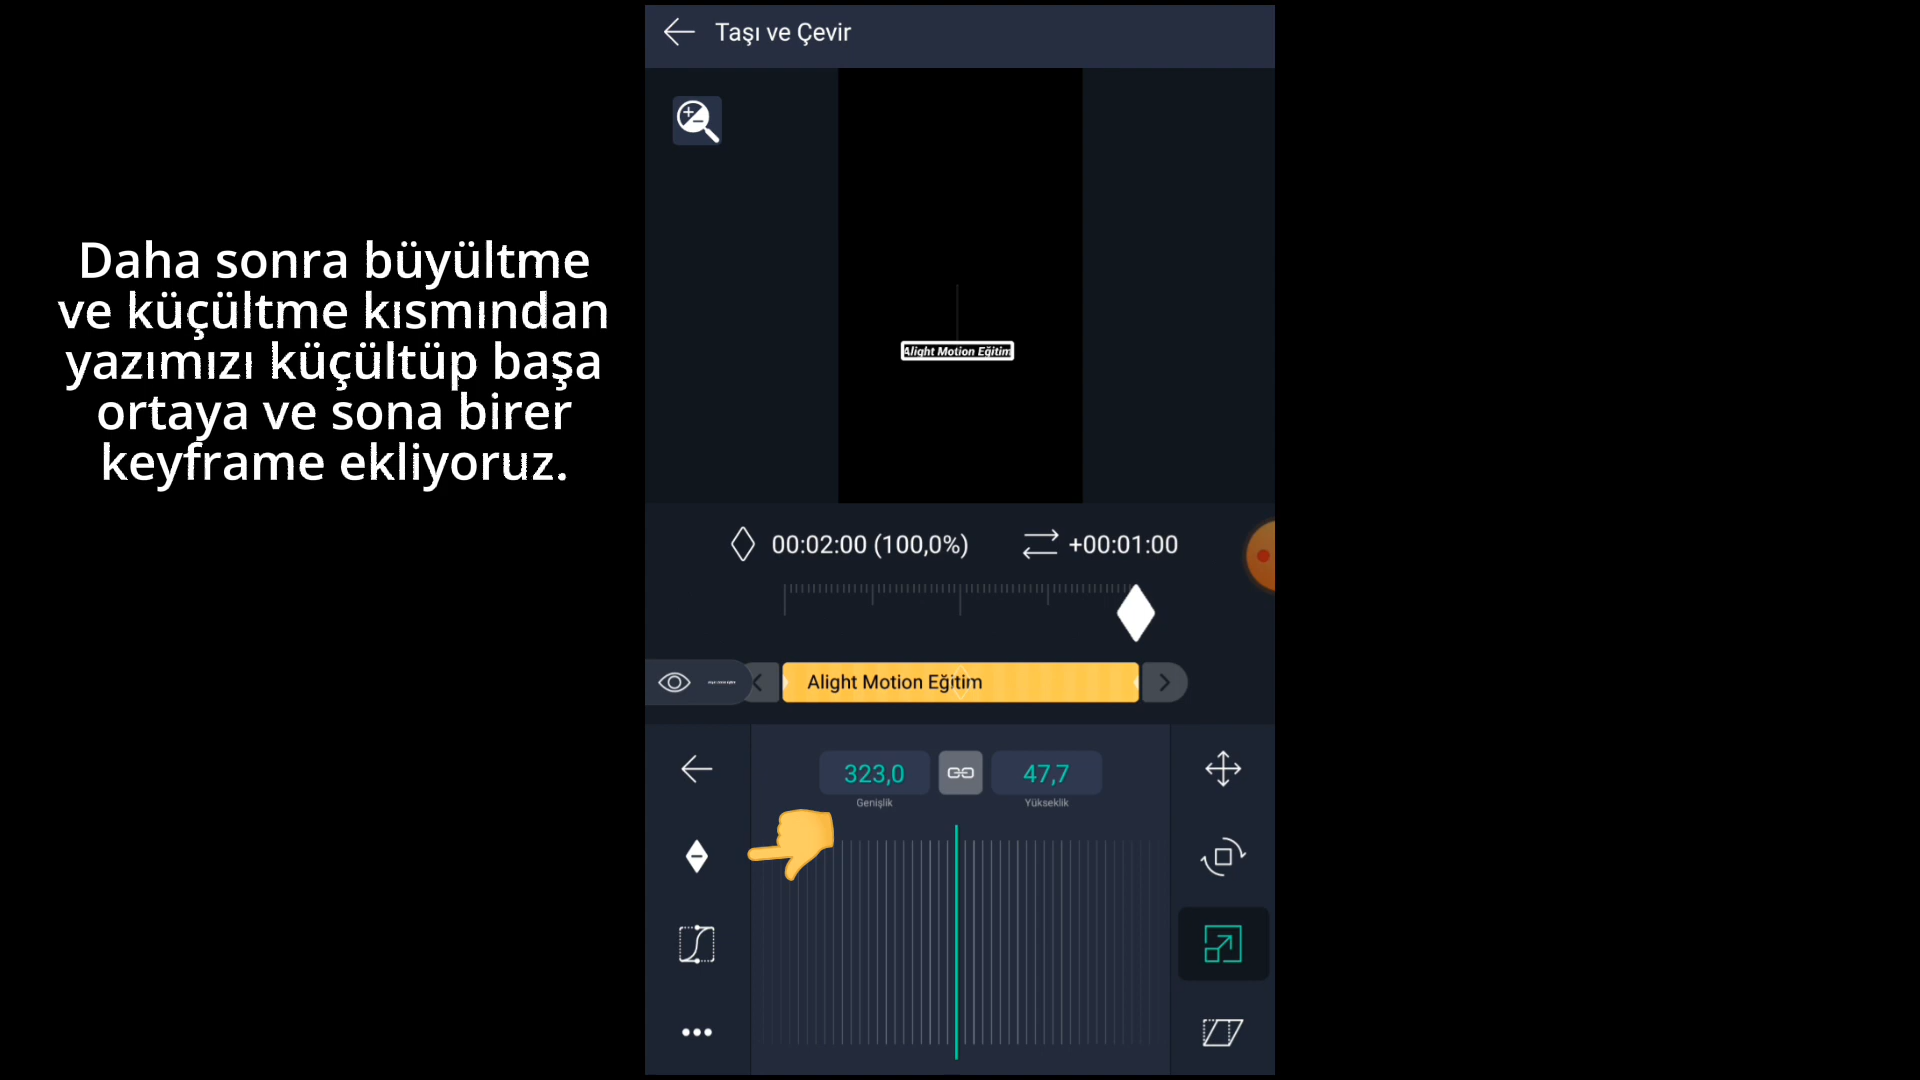 Taşı ve Çevir
Daha sonra büyültme
ve küçültme kısmından
yazımızı küçültüp başa
ortaya ve sona birer
keyframe ekliyoruz.
Alight Motion Eğitim
00:02:00 (100,0%)
+00:01:00
Alight Motion Eğitim
323,0
47,7
Genişlik
Yükseklik